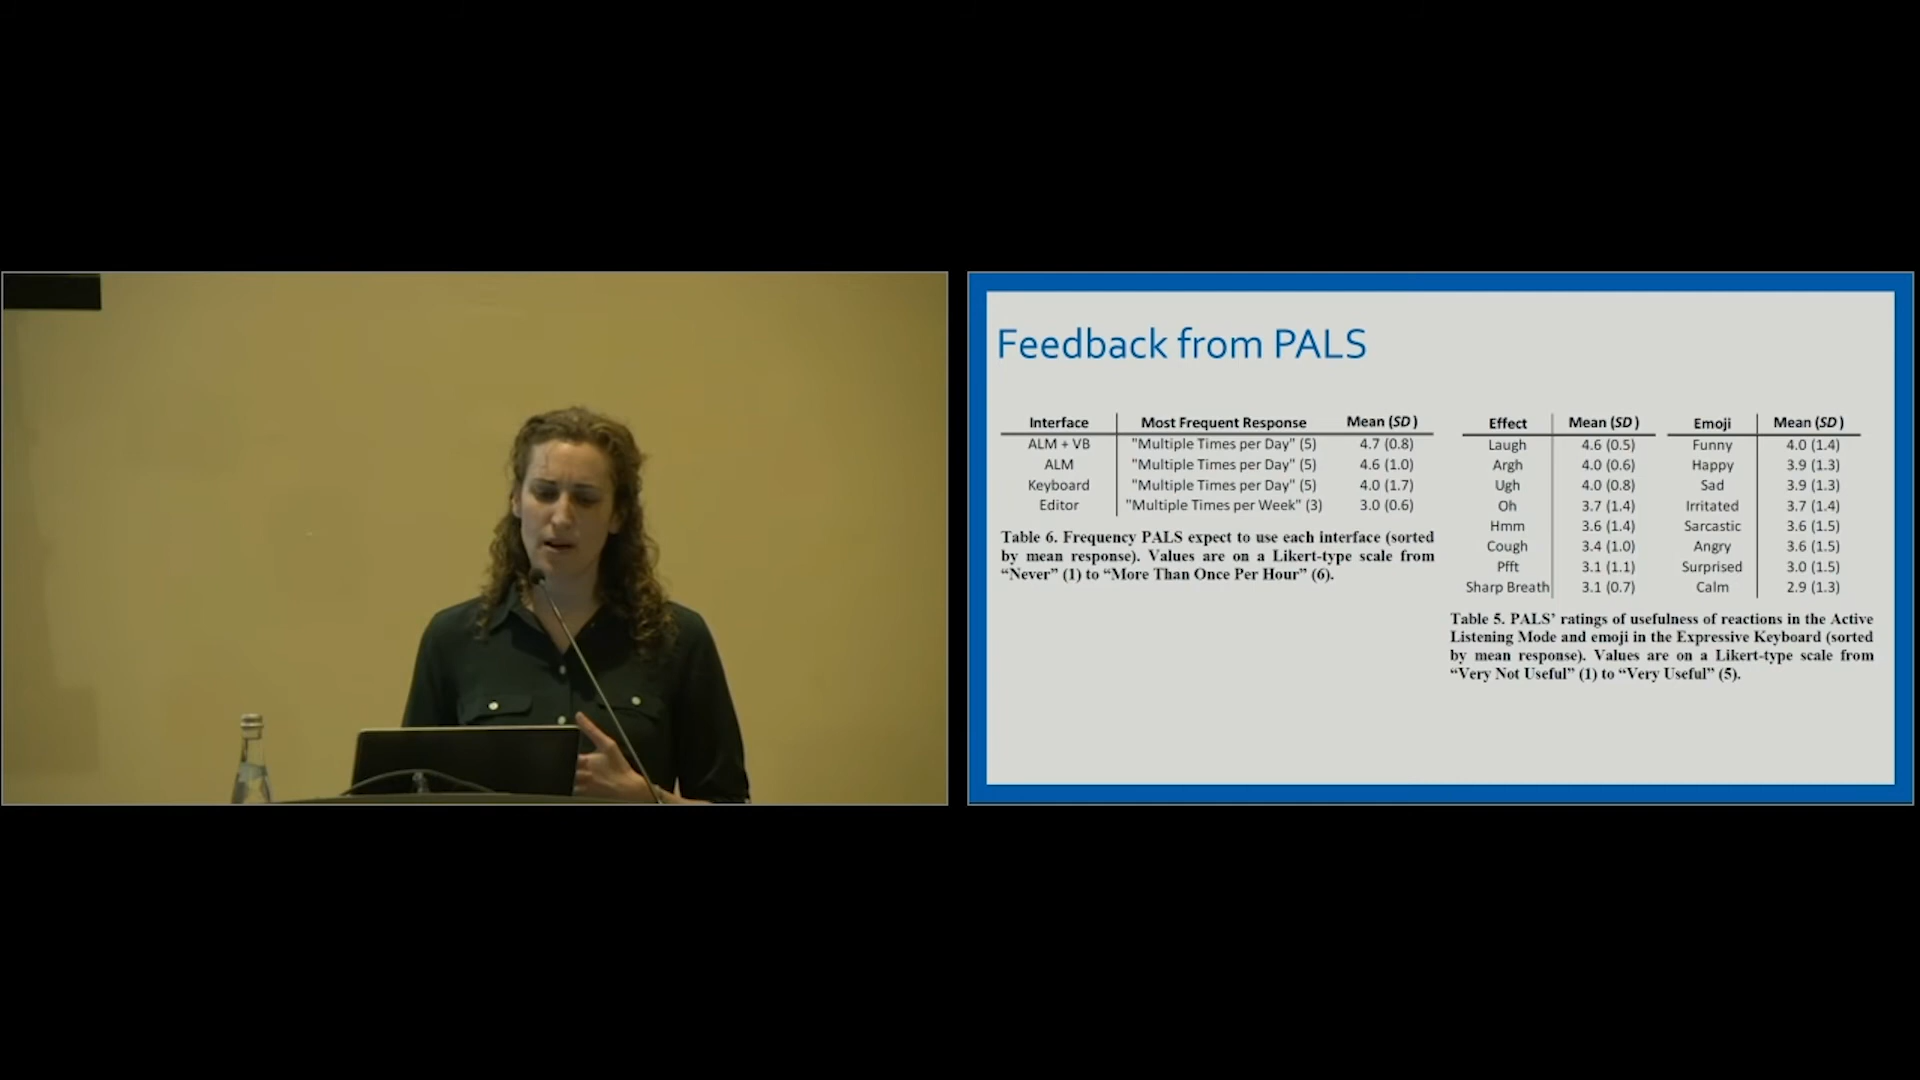 Feedback from PALS
Interface Most Frequent Response Mean (SD)
ALM + VB "Multiple Times per Day" (5) 4.7 (0.8)
ALM "Multiple Times per Day" (5) 4.6 (1.0)
Keyboard "Multiple Times per Day" (5) 4.0 (1.7)
Editor "Multiple Times per Week" (3) 3.0 (0.6)
Table 6. Frequency PALS expect to use each interface (sorted
by mean response). Values are on a Likert-type scale from
“Never” (1) to “More Than Once Per Hour” (6).
Effect Mean (SD) Emoji Mean (SD)
Laugh 4.6 (0.5) Funny 4.0 (1.4)
Argh 4.0 (0.6) Happy 3.9 (1.3)
Ugh 4.0 (0.8) Sad 3.9 (1.3)
Oh 3.7 (1.4) Irritated 3.7 (1.4)
Hmm 3.6 (1.4) Sarcastic 3.6 (1.5)
Cough 3.4 (1.0) Angry 3.6 (1.5)
Pfft 3.1 (1.1) Surprised 3.0 (1.5)
Sharp Breath 3.1 (0.7) Calm 2.9 (1.3)
Table 5. PALS’ ratings of usefulness of reactions in the Active
Listening Mode and emoji in the Expressive Keyboard (sorted
by mean response). Values are on a Likert-type scale from
“Very Not Useful” (1) to “Very Useful” (5).